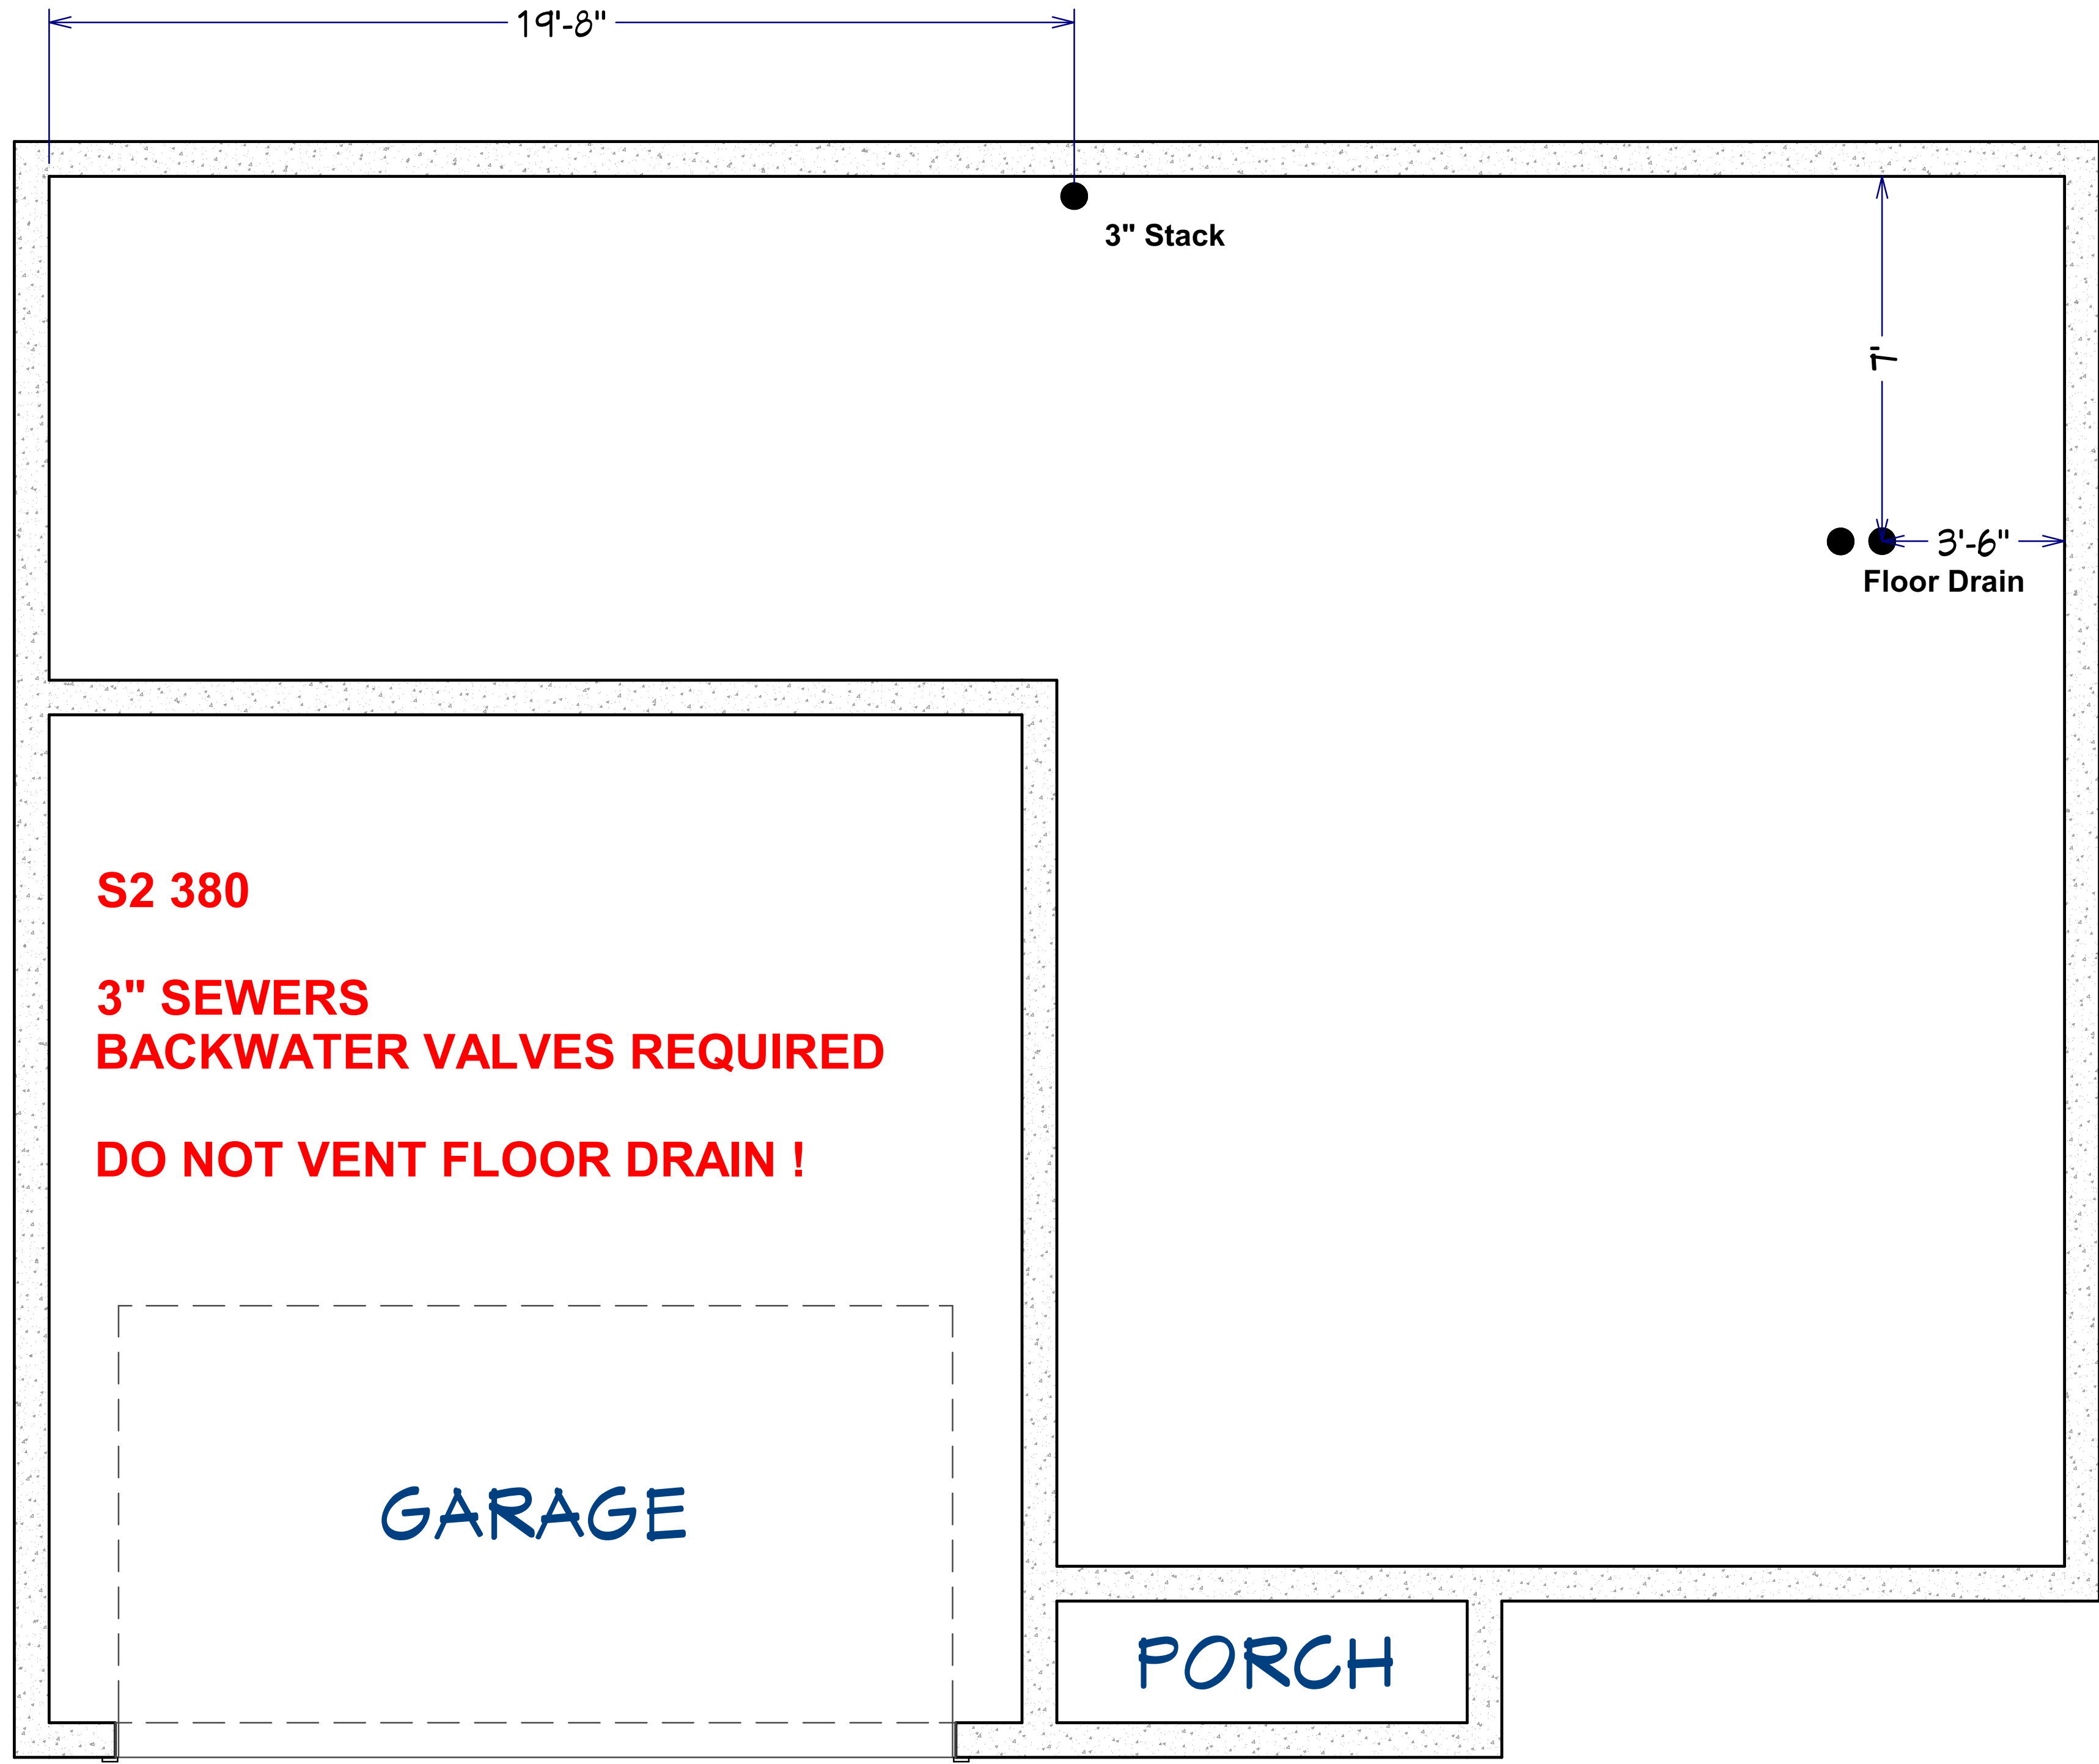 19'-8"
3" Stack
7'
3'-6"
Floor Drain
S2 380
3" SEWERS
BACKWATER VALVES REQUIRED
DO NOT VENT FLOOR DRAIN !
GARAGE
PORCH